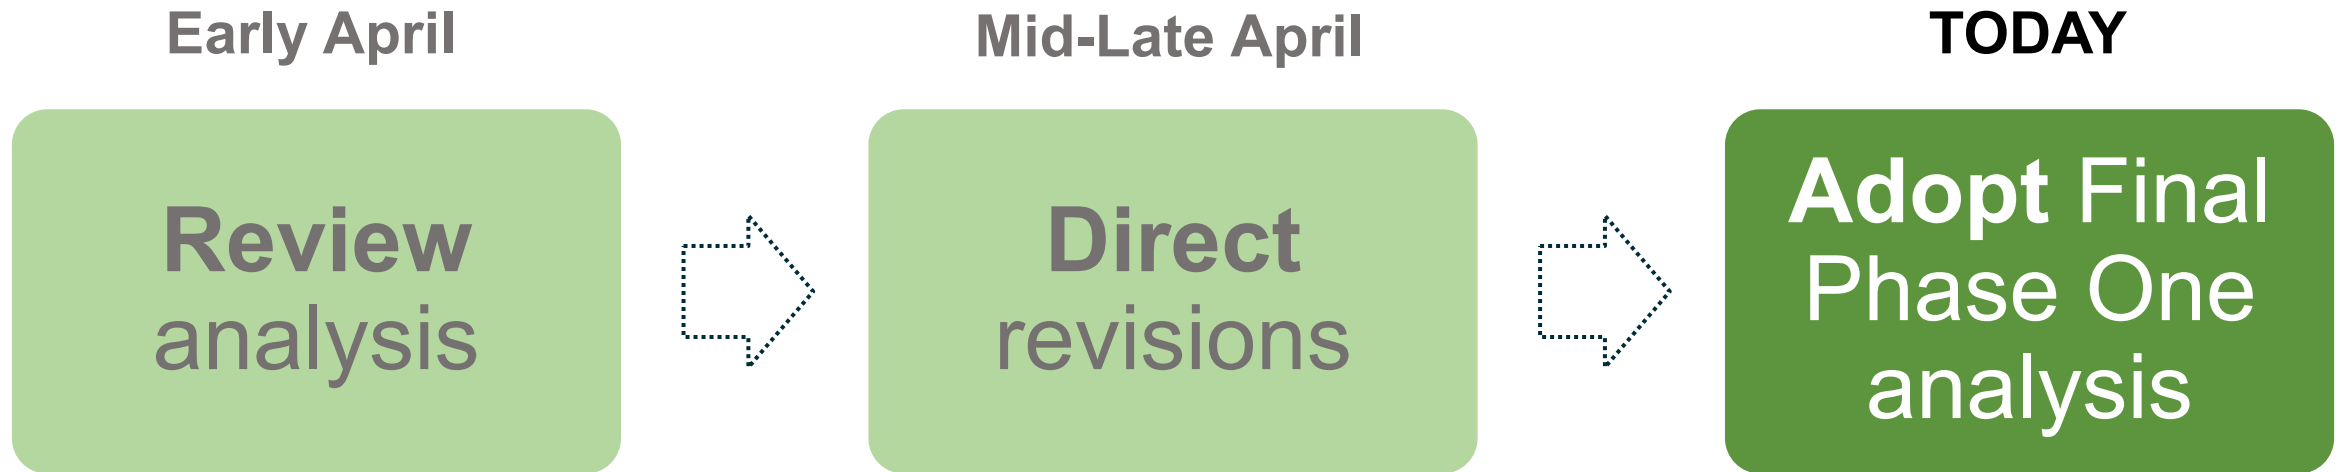 Early April
Mid-Late April
TODAY
Review
analysis
Direct
revisions
Adopt Final
Phase One
analysis